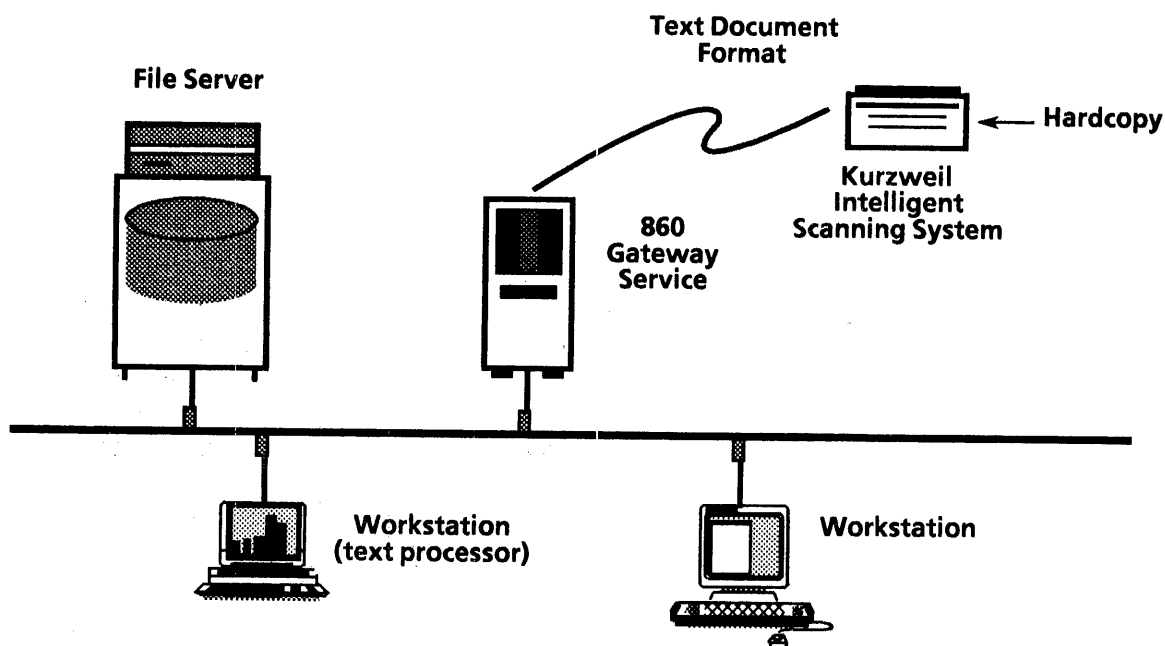 Text Document
Format
File Server
Hardcopy
Kurzweil
Intelligent
Scanning System
860
Gateway
Service
Workstation
(text processor)
Workstation